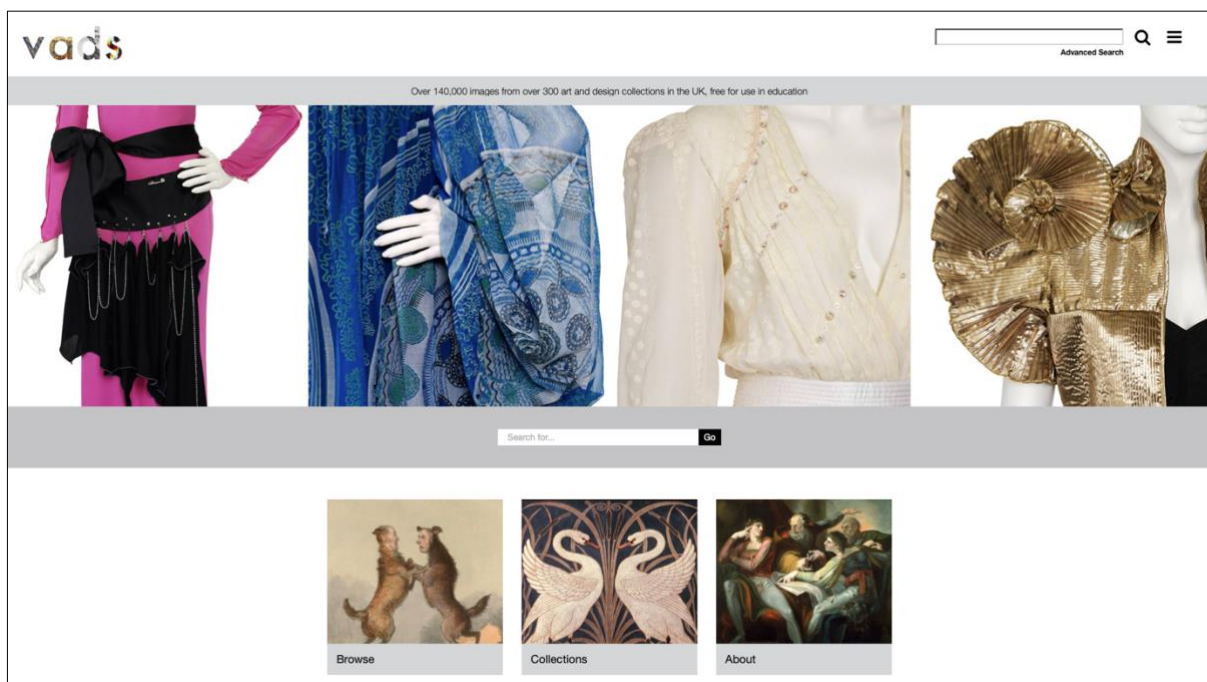 vads
Advanced Search
Over 140,000 images from over 300 art and design collections in the UK, free for use in education
Search for...
Go
Browse
Collections
About